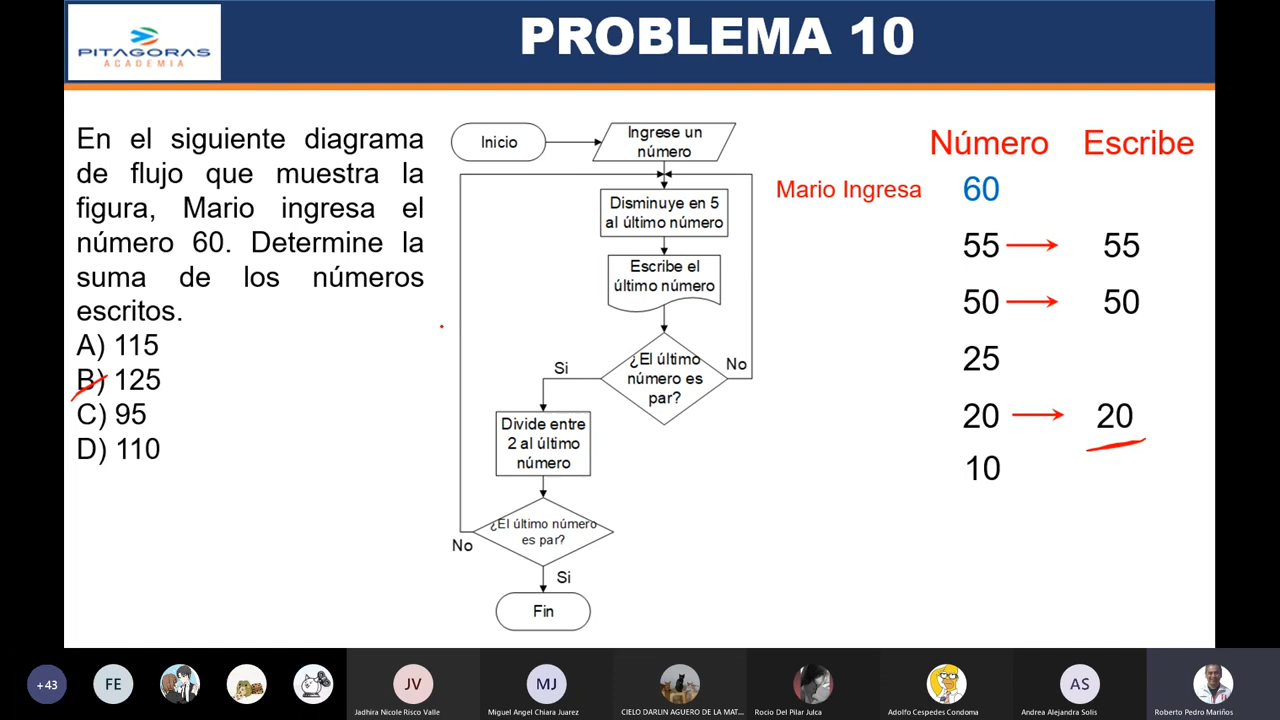 PITAGORAS
ACADEMIA
PROBLEMA 10
En el siguiente diagrama
de flujo que muestra la
figura, Mario ingresa el
número 60. Determine la
suma de los números
escritos.
A) 115
B) 125
C) 95
D) 110
Inicio
Ingrese un
número
Disminuye en 5
al último número
Escribe el
último número
¿El último
número es
par?
Si
No
Divide entre
2 al último
número
¿El último número
es par?
No
Si
Fin
Número Escribe
Mario Ingresa 60
55 55
50 50
25
20 20
10
+43
FE
JV
Jadhira Nicole Risco Valle
MJ
Miguel Angel Chiara Juarez
CIELO DARLIN AGUERO DE LA MAT...
Rocio Del Pilar Julca
Adolfo Cespedes Condoma
AS
Andrea Alejandra Solis
Roberto Pedro Mariños